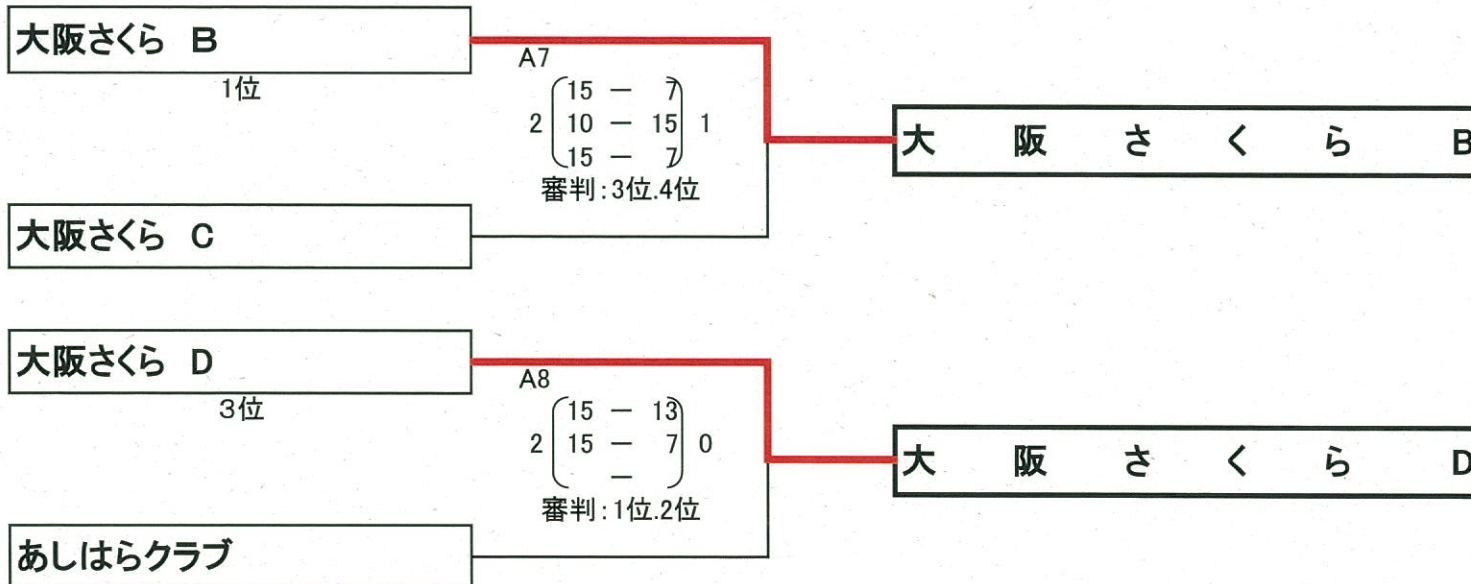 大阪さくら B
1位
A7
15 － 7
2 10 － 15 1
15 － 7
審判：3位.4位
大阪さくら B
大阪さくら C
大阪さくら D
3位
A8
15 － 13
2 15 － 7 0
－
審判：1位.2位
大阪さくら D
あしはらクラブ